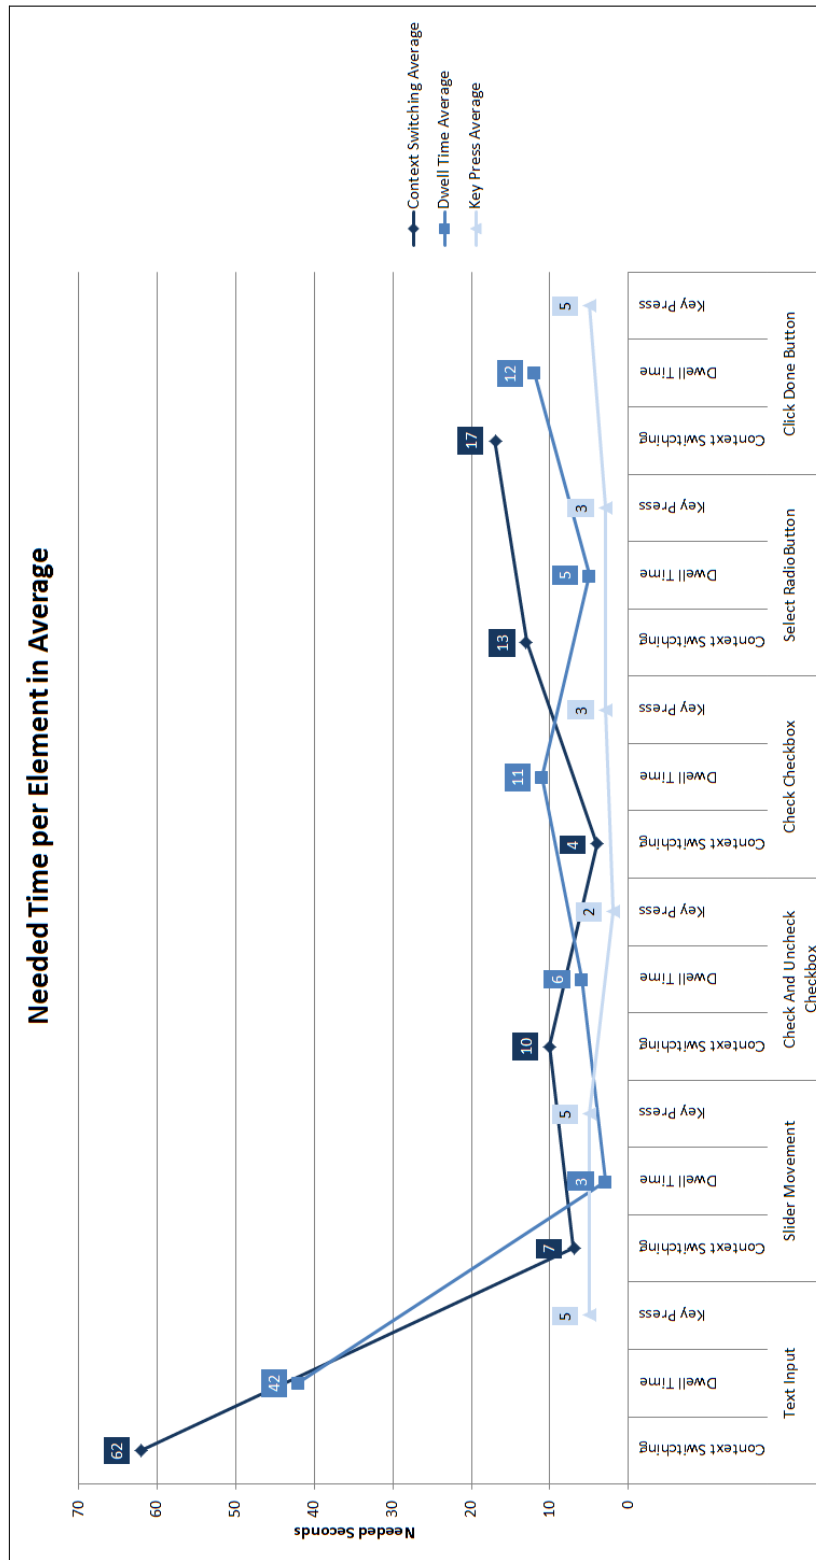 Needed Time per Element in Average
70
60
50
40
30
20
10
0
Needed Seconds
62
42
5
7
3
5
10
6
2
4
11
3
13
5
3
17
12
5
Context Switching
Dwell Time
Key Press
Context Switching
Dwell Time
Key Press
Context Switching
Dwell Time
Key Press
Context Switching
Dwell Time
Key Press
Context Switching
Dwell Time
Key Press
Context Switching
Dwell Time
Key Press
Text Input
Slider Movement
Check And Uncheck
Checkbox
Check Checkbox
Select RadioButton
Click Done Button
Context Switching Average
Dwell Time Average
Key Press Average